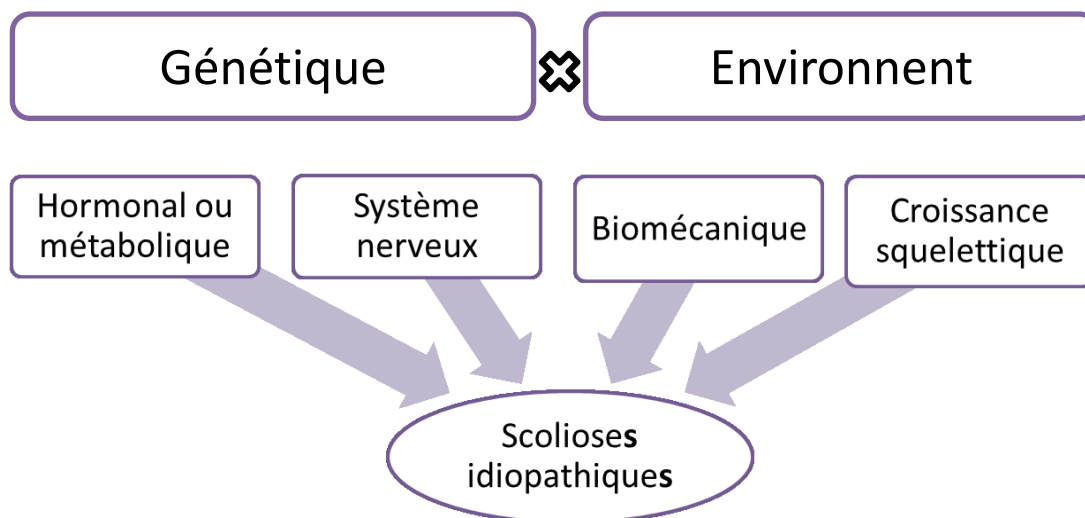 Génétique
Environnent
Hormonal ou
métabolique
Système
nerveux
Biomécanique
Croissance
squelettique
Scolioses
idiopathiques